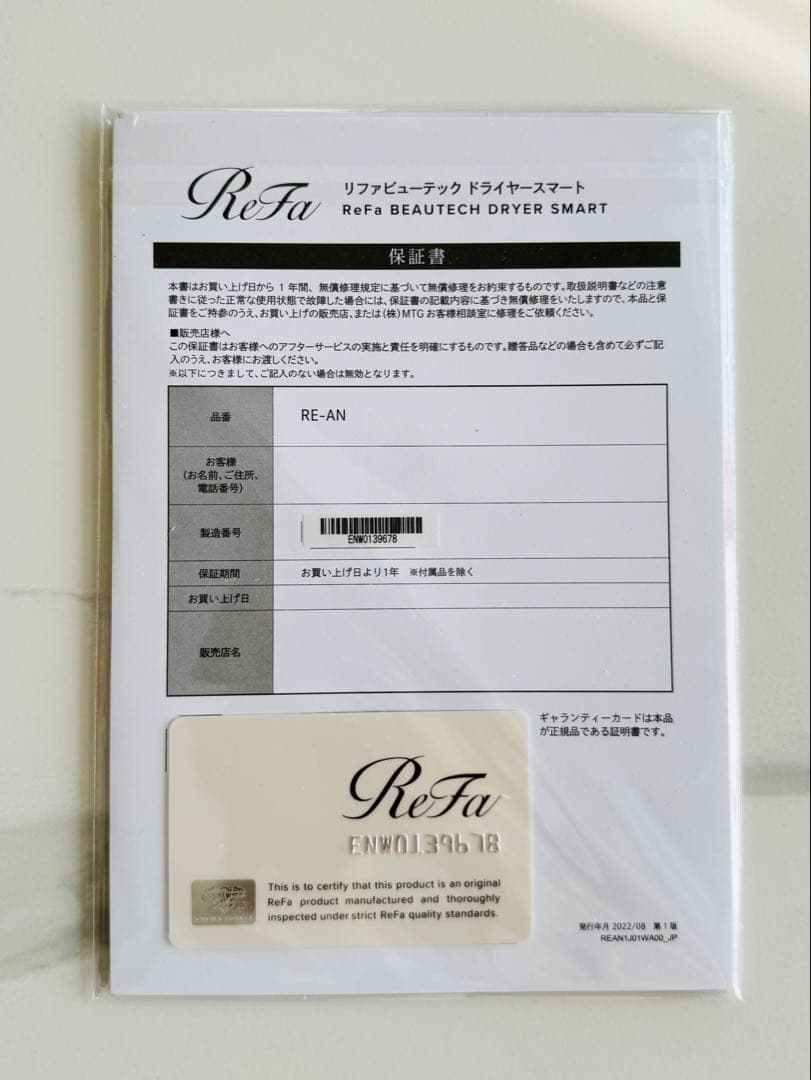 ReFa
リファビューテック ドライヤースマート
ReFa BEAUTECH DRYER SMART
保証書
本書はお買い上げ日から 1 年間、無償修理規定に基づいて無償修理をお約束するものです。取扱説明書などの注意
書きに従った正常な使用状態で故障した場合には、保証書の記載内容に基づき無償修理をいたしますので、本品と保
証書をご持参のうえ、お買い上げの販売店、または(株)MTG お客様相談室に修理をご依頼ください。
■販売店様へ
この保証書はお客様へのアフターサービスの実施と責任を明確にするものです。贈答品などの場合も含めて必ずご記
入のうえ、お客様にお渡しください。
※以下につきまして、ご記入のない場合は無効となります。
品番
RE-AN
お客様
(お名前、ご住所、
電話番号)
製造番号
ENW0139678
保証期間
お買い上げ日より1年 ※付属品を除く
お買い上げ日
販売店名
ギャランティーカードは本品
が正規品である証明書です。
ReFa
ENW0139678
This is to certify that this product is an original
ReFa product manufactured and thoroughly
inspected under strict ReFa quality standards.
発行年月 2022/08 第1版
REAN1J01WA00_JP